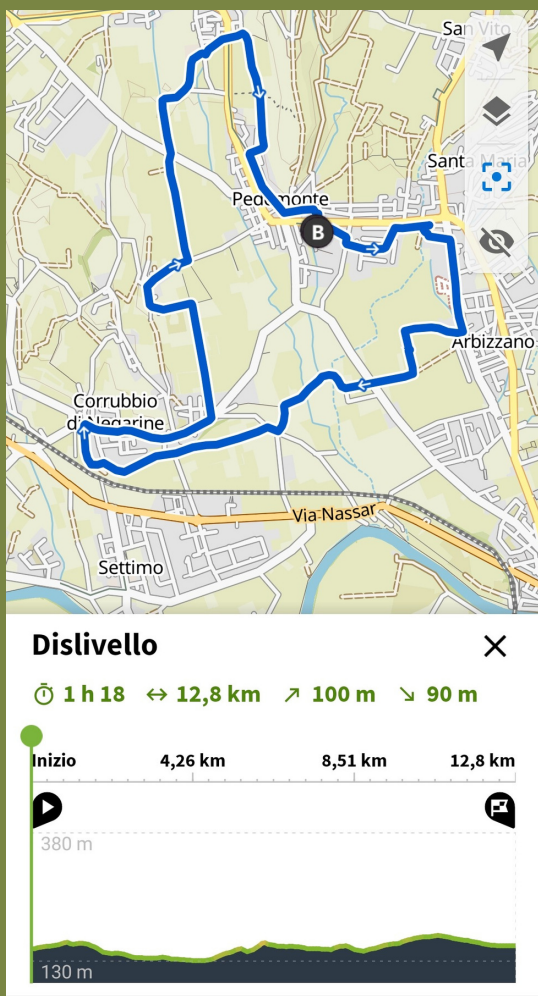 San Vito
Santa Maria
Pedemonte
B
Arbizzano
Corrubbio
di Negarine
Via Nassar
Settimo
Dislivello
1 h 18 12,8 km 100 m 90 m
Inizio 4,26 km 8,51 km 12,8 km
380 m
130 m